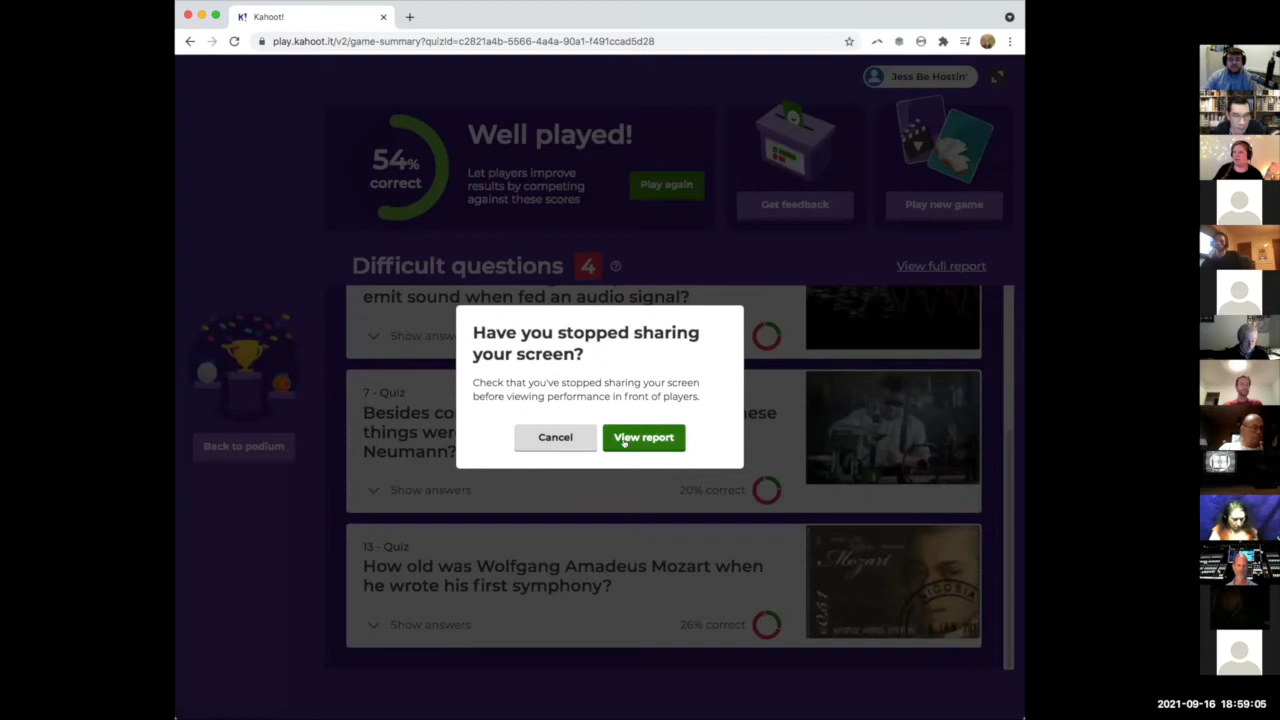 Kahoot!
play.kahoot.it/v2/game-summary?quizId=c2821a4b-5566-4a4a-90a1-f491ccad5d28
Jess Be Hostin'
54%
correct
Well played!
Let players improve
results by competing
against these scores
Play again
Get feedback
Play new game
Difficult questions 4
View full report
emit sound when fed an audio signal?
Show answ
Have you stopped sharing
your screen?
Check that you've stopped sharing your screen
before viewing performance in front of players.
Cancel
View report
7 - Quiz
Besides co
ese
things wer
Neumann?
Show answers
20% correct
Back to podium
13 - Quiz
How old was Wolfgang Amadeus Mozart when
he wrote his first symphony?
Show answers
26% correct
Mozart
2021-09-16 18:59:05